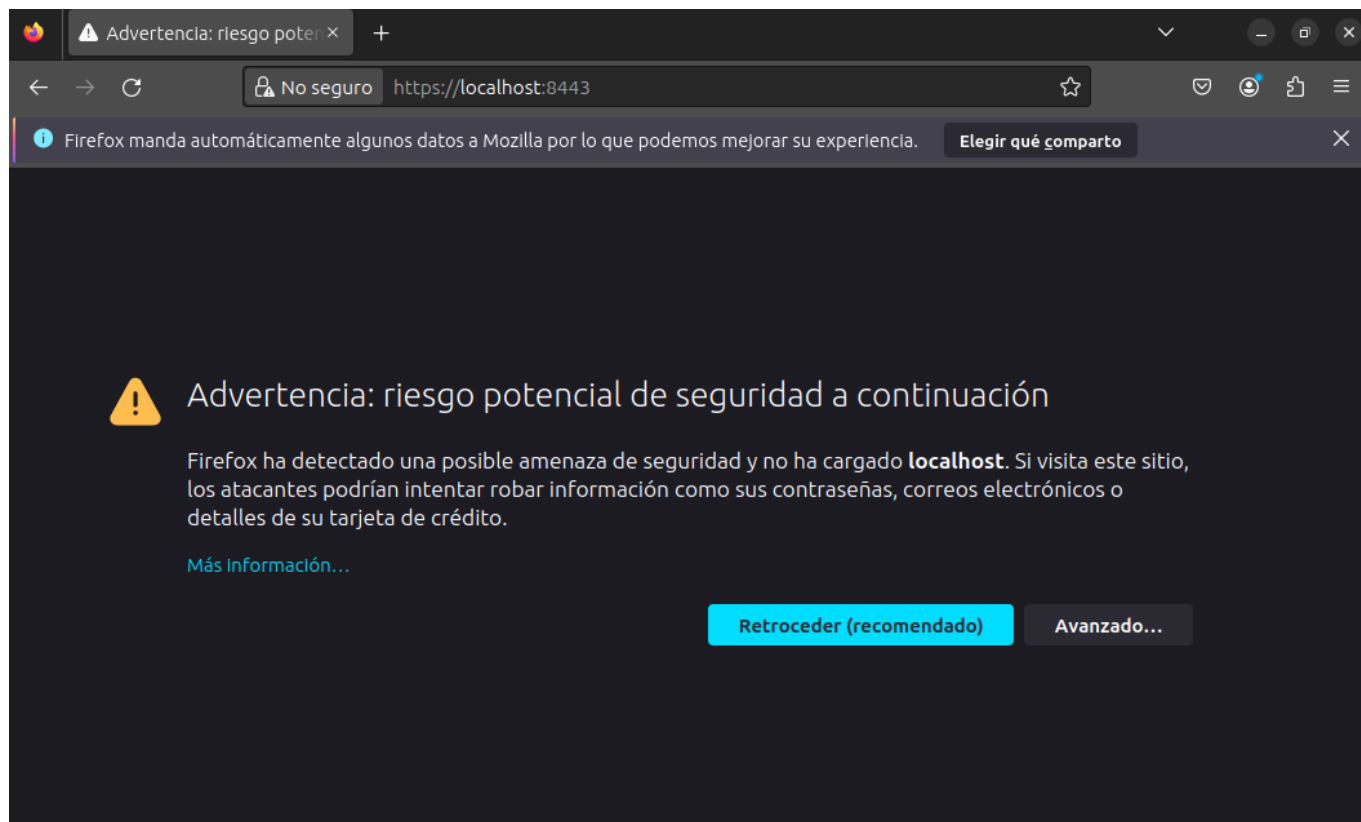 Advertencia: riesgo poten
No seguro https://localhost:8443
Firefox manda automáticamente algunos datos a Mozilla por lo que podemos mejorar su experiencia. Elegir qué comparto
Advertencia: riesgo potencial de seguridad a continuación
Firefox ha detectado una posible amenaza de seguridad y no ha cargado localhost. Si visita este sitio,
los atacantes podrían intentar robar información como sus contraseñas, correos electrónicos o
detalles de su tarjeta de crédito.
Más información…
Retroceder (recomendado) Avanzado…